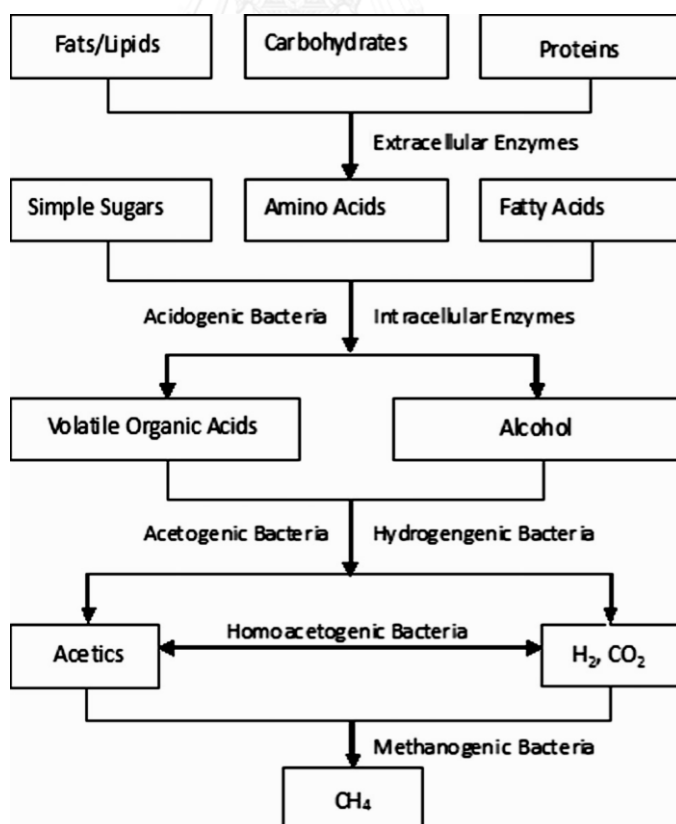 Fats/Lipids
Carbohydrates
Proteins
Extracellular Enzymes
Simple Sugars
Amino Acids
Fatty Acids
Acidogenic Bacteria
Intracellular Enzymes
Volatile Organic Acids
Alcohol
Acetogenic Bacteria
Hydrogengenic Bacteria
Acetics
Homoacetogenic Bacteria
H₂, CO₂
Methanogenic Bacteria
CH₄